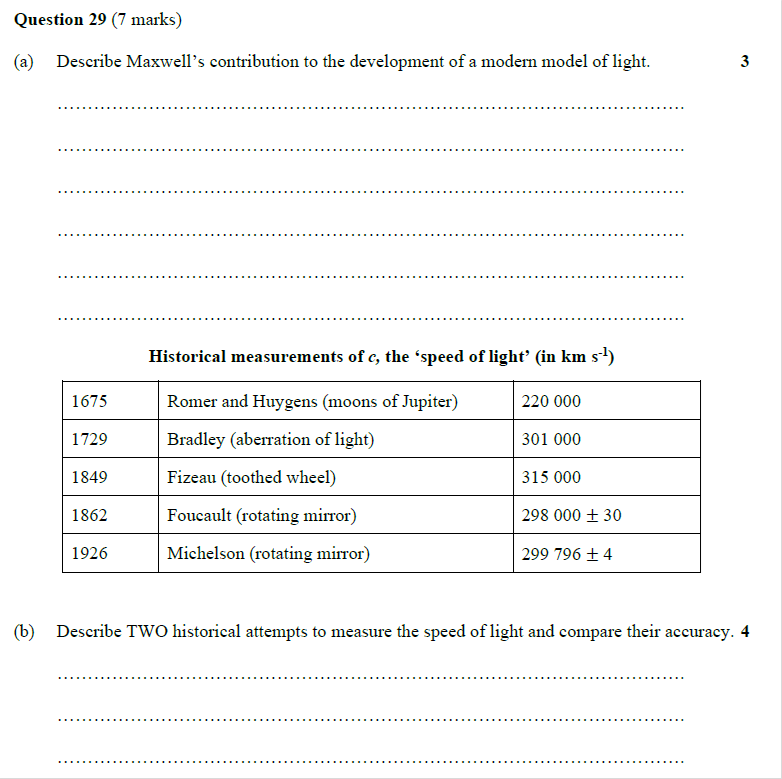 Question 29 (7 marks)
(a) Describe Maxwell's contribution to the development of a modern model of light. 3
Historical measurements of c, the 'speed of light' (in km s⁻¹)
1675 Romer and Huygens (moons of Jupiter) 220 000
1729 Bradley (aberration of light) 301 000
1849 Fizeau (toothed wheel) 315 000
1862 Foucault (rotating mirror) 298 000 ± 30
1926 Michelson (rotating mirror) 299 796 ± 4
(b) Describe TWO historical attempts to measure the speed of light and compare their accuracy. 4